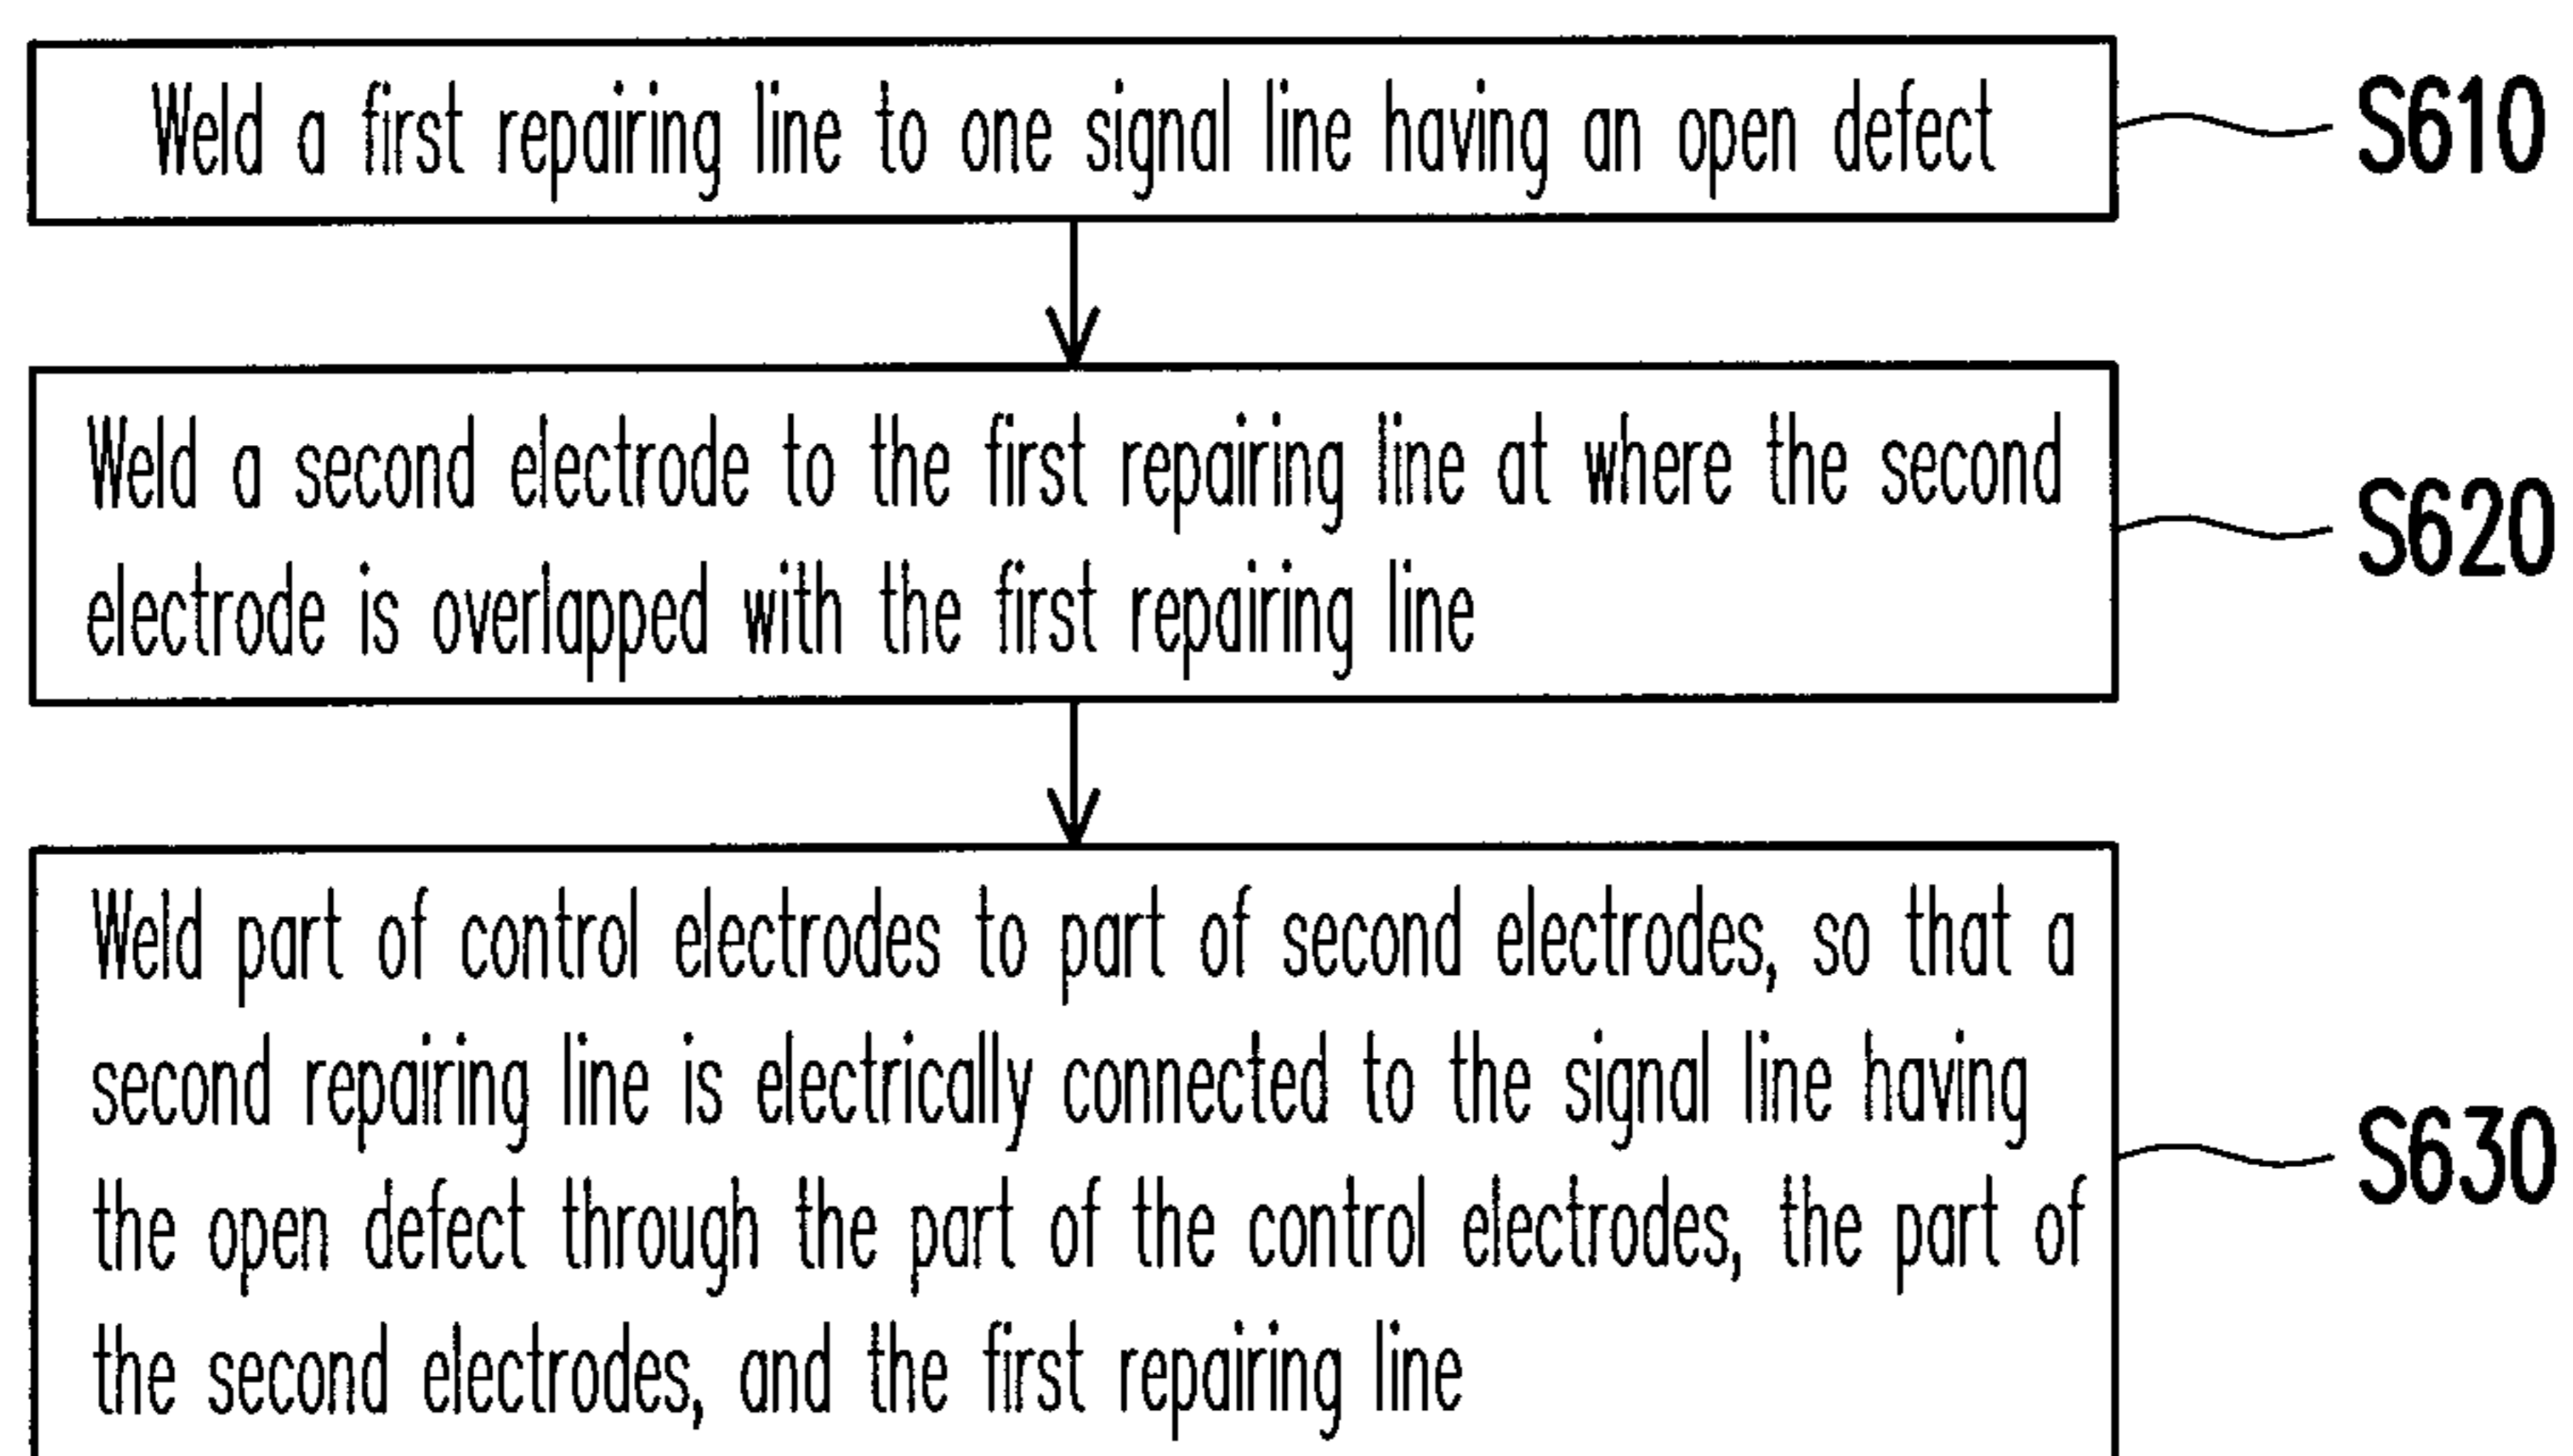 Weld a first repairing line to one signal line having an open defect
S610
Weld a second electrode to the first repairing line at where the second
electrode is overlapped with the first repairing line
S620
Weld part of control electrodes to part of second electrodes, so that a
second repairing line is electrically connected to the signal line having
the open defect through the part of the control electrodes, the part of
the second electrodes, and the first repairing line
S630